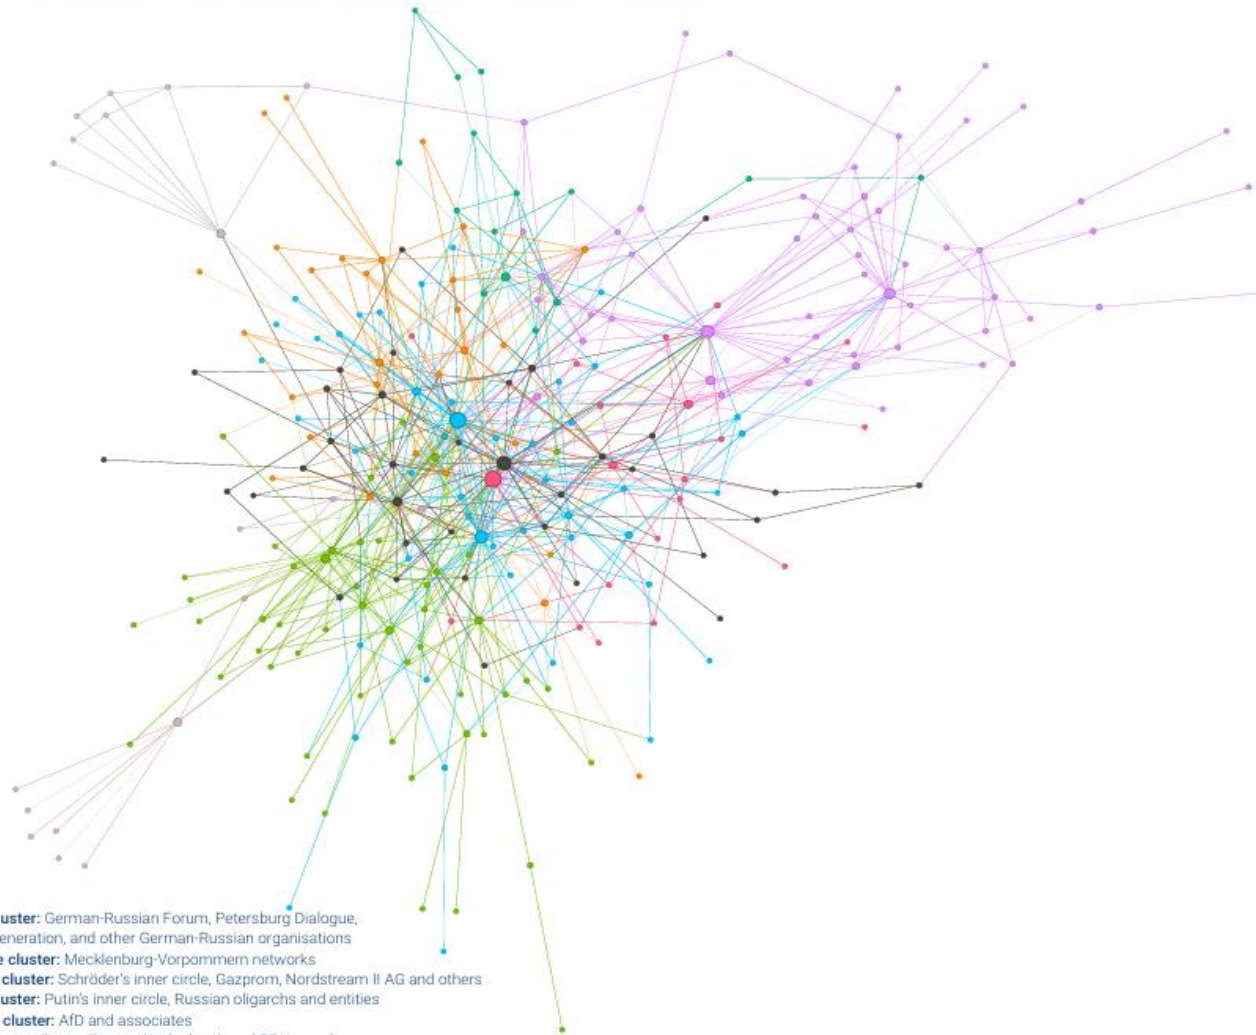 uster: German-Russian Forum, Petersburg Dialogue,
eneration, and other German-Russian organisations
e cluster: Mecklenburg-Vorpommern networks
cluster: Schröder's inner circle, Gazprom, Nordstream II AG and others
uster: Putin's inner circle, Russian oligarchs and entities
cluster: AfD and associates